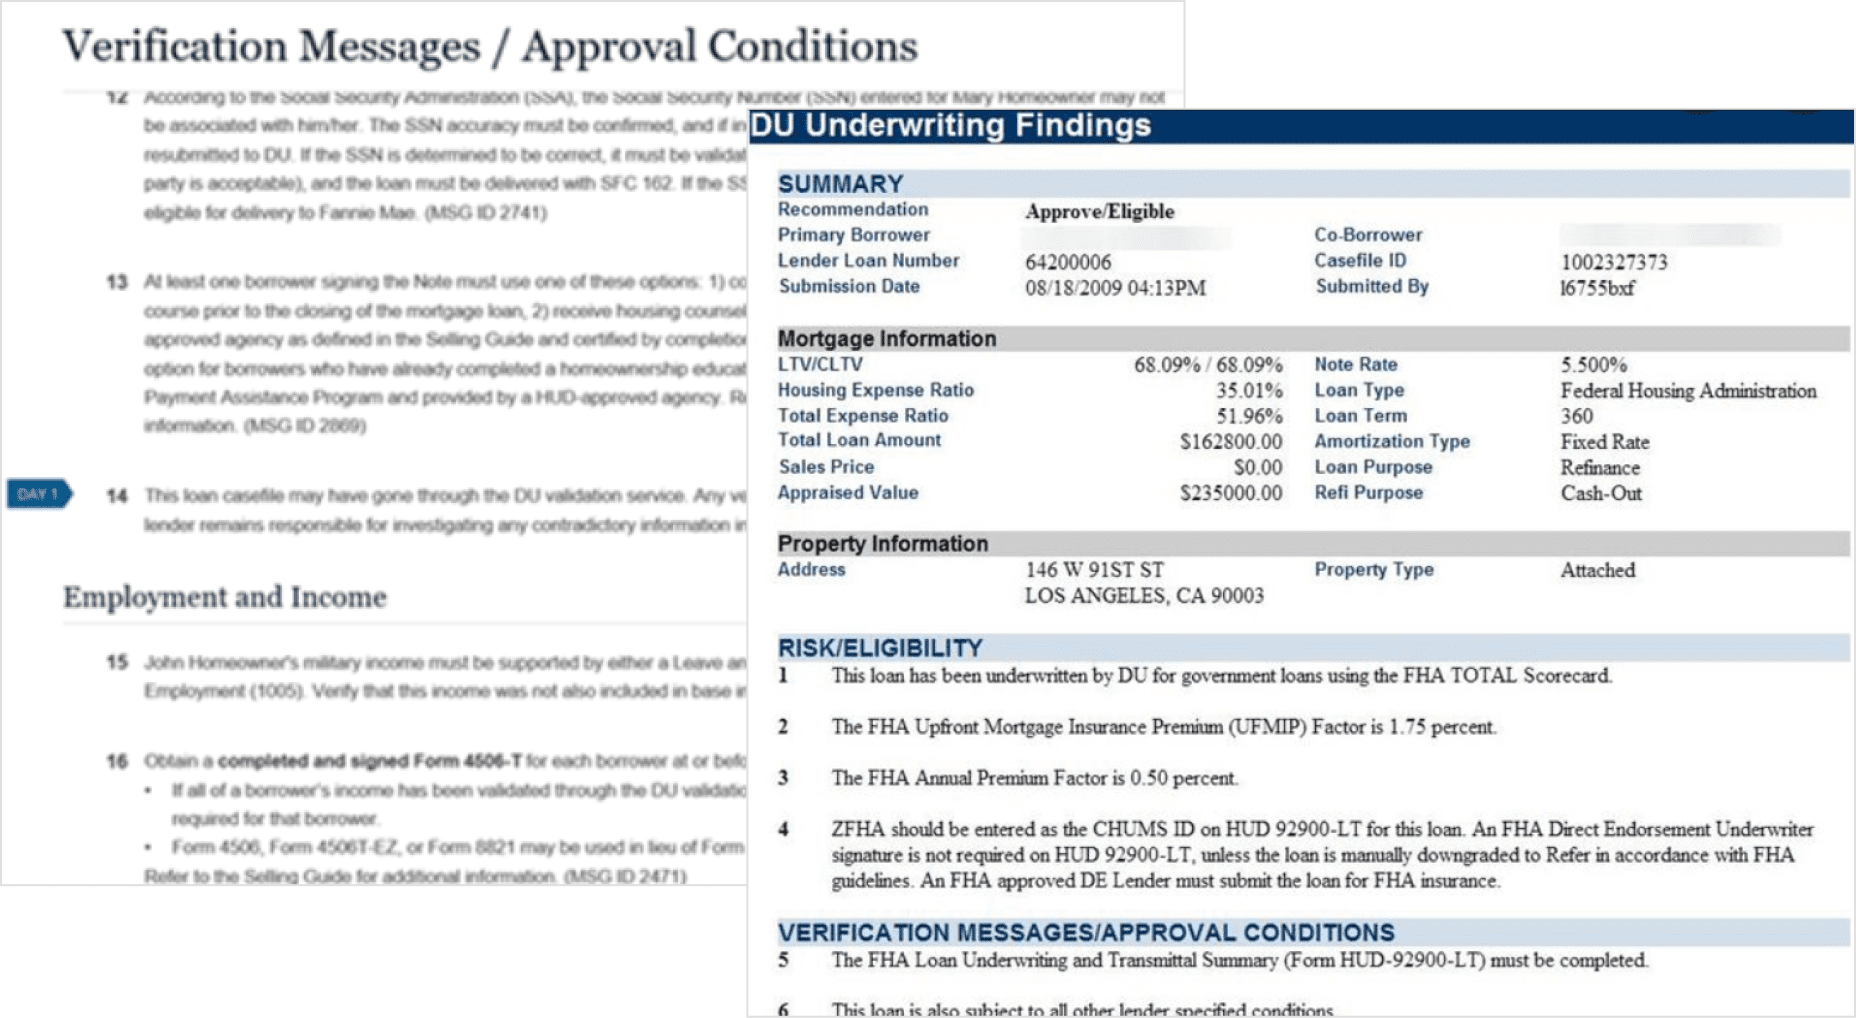 Verification Messages / Approval Conditions
12 According to the Social Security Administration (SSA), the Social Security Number (SSN) entered for Mary Homeowner may not
be associated with him/her. The SSN accuracy must be confirmed, and if in
resubmitted to DU. If the SSN is determined to be correct, it must be validat
party is acceptable), and the loan must be delivered with SFC 162. If the SS
eligible for delivery to Fannie Mae. (MSG ID 2741)
13 At least one borrower signing the Note must use one of these options: 1) co
course prior to the closing of the mortgage loan, 2) receive housing counsel
approved agency as defined in the Selling Guide and certified by completion
option for borrowers who have already completed a homeownership educat
Payment Assistance Program and provided by a HUD-approved agency. R
information. (MSG ID 2869)
DAY 1
14 This loan casefile may have gone through the DU validation service. Any ve
lender remains responsible for investigating any contradictory information in
Employment and Income
15 John Homeowner's military income must be supported by either a Leave an
Employment (1005). Verify that this income was not also included in base in
16 Obtain a completed and signed Form 4506-T for each borrower at or befo
• If all of a borrower's income has been validated through the DU validatio
required for that borrower.
• Form 4506, Form 4506T-EZ, or Form 8821 may be used in lieu of Form
Refer to the Selling Guide for additional information. (MSG ID 2471)
DU Underwriting Findings
SUMMARY
Recommendation Approve/Eligible
Primary Borrower Co-Borrower
Lender Loan Number 64200006 Casefile ID 1002327373
Submission Date 08/18/2009 04:13PM Submitted By l6755bxf
Mortgage Information
LTV/CLTV 68.09% / 68.09% Note Rate 5.500%
Housing Expense Ratio 35.01% Loan Type Federal Housing Administration
Total Expense Ratio 51.96% Loan Term 360
Total Loan Amount $162800.00 Amortization Type Fixed Rate
Sales Price $0.00 Loan Purpose Refinance
Appraised Value $235000.00 Refi Purpose Cash-Out
Property Information
Address 146 W 91ST ST Property Type Attached
LOS ANGELES, CA 90003
RISK/ELIGIBILITY
1 This loan has been underwritten by DU for government loans using the FHA TOTAL Scorecard.
2 The FHA Upfront Mortgage Insurance Premium (UFMIP) Factor is 1.75 percent.
3 The FHA Annual Premium Factor is 0.50 percent.
4 ZFHA should be entered as the CHUMS ID on HUD 92900-LT for this loan. An FHA Direct Endorsement Underwriter
signature is not required on HUD 92900-LT, unless the loan is manually downgraded to Refer in accordance with FHA
guidelines. An FHA approved DE Lender must submit the loan for FHA insurance.
VERIFICATION MESSAGES/APPROVAL CONDITIONS
5 The FHA Loan Underwriting and Transmittal Summary (Form HUD-92900-LT) must be completed.
6 This loan is also subject to all other lender specified conditions.